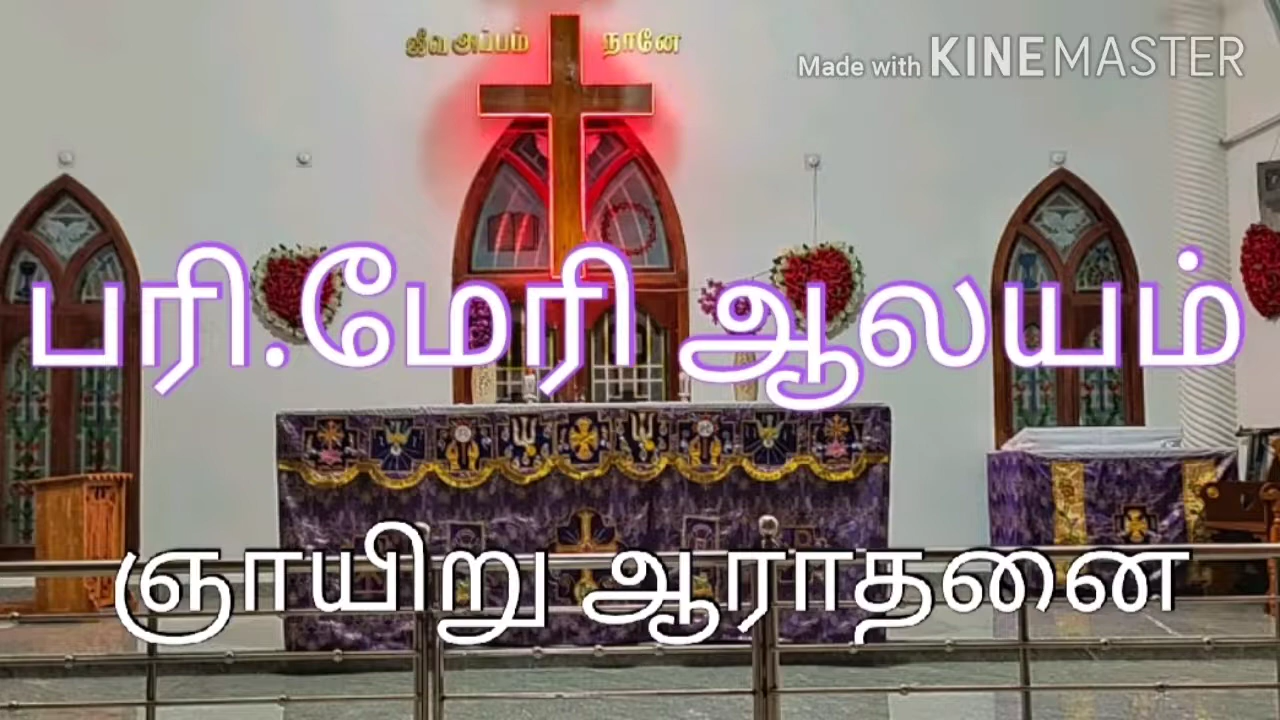 ஜீவ அப்பம் நானே
Made with KINEMASTER
பரி.மேரி ஆலயம்
ஞாயிறு ஆராதனை